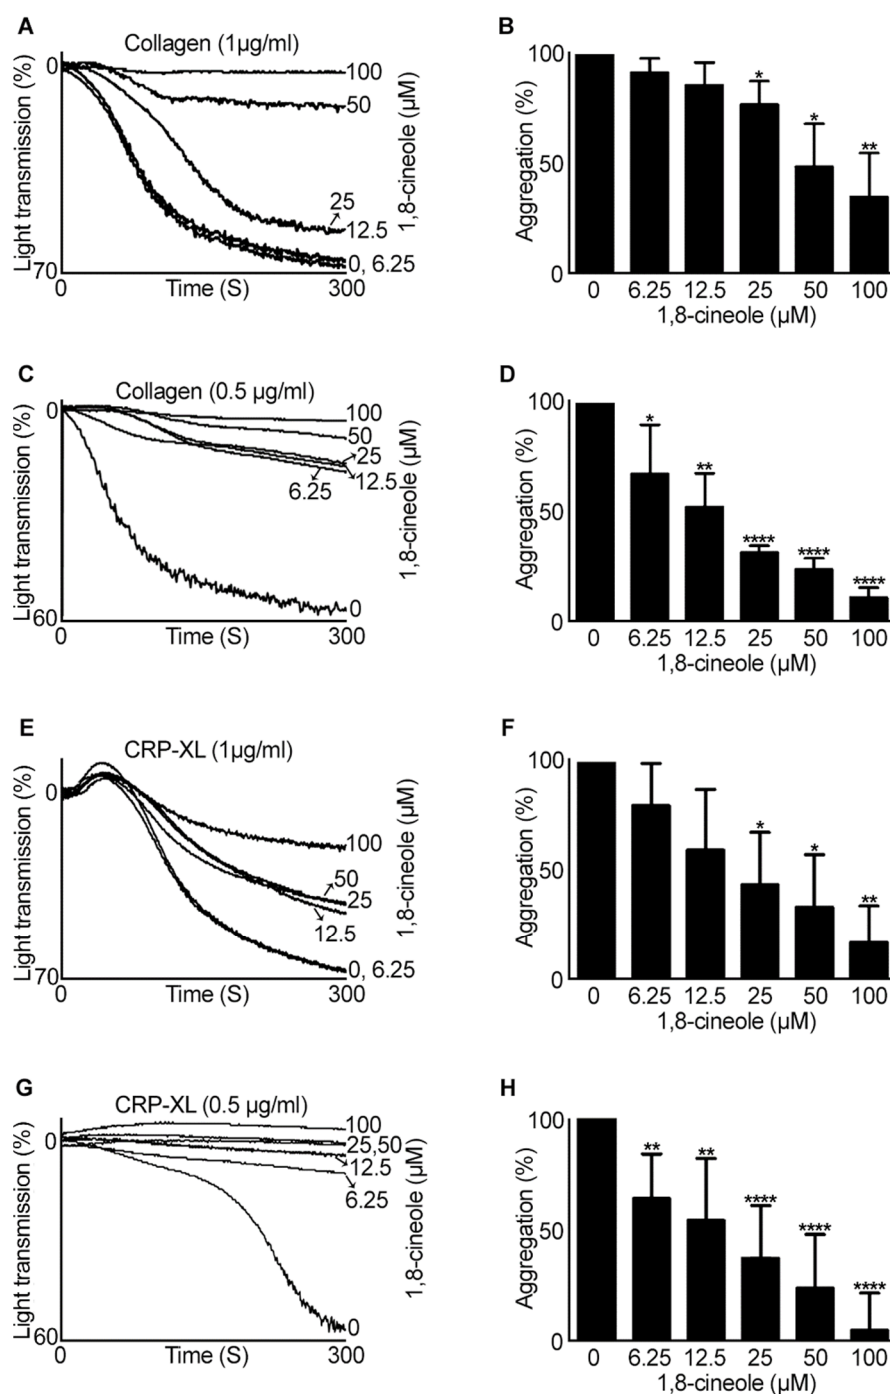 A
Collagen (1µg/ml)
Light transmission (%)
0
70
100
50
25
12.5
0, 6.25
1,8-cineole (µM)
0
Time (S)
300
B
Aggregation (%)
100
50
0
* * **
0 6.25 12.5 25 50 100
1,8-cineole (µM)
C
Collagen (0.5 µg/ml)
Light transmission (%)
0
60
100
50
25
12.5
6.25
0
1,8-cineole (µM)
0
Time (S)
300
D
Aggregation (%)
100
50
0
* ** **** **** ****
0 6.25 12.5 25 50 100
1,8-cineole (µM)
E
CRP-XL (1µg/ml)
Light transmission (%)
0
70
100
50
25
12.5
0, 6.25
1,8-cineole (µM)
0
Time (S)
300
F
Aggregation (%)
100
50
0
* * **
0 6.25 12.5 25 50 100
1,8-cineole (µM)
G
CRP-XL (0.5 µg/ml)
Light transmission (%)
0
60
100
25,50
12.5
6.25
0
1,8-cineole (µM)
0
Time (S)
300
H
Aggregation (%)
100
50
0
** ** **** **** ****
0 6.25 12.5 25 50 100
1,8-cineole (µM)